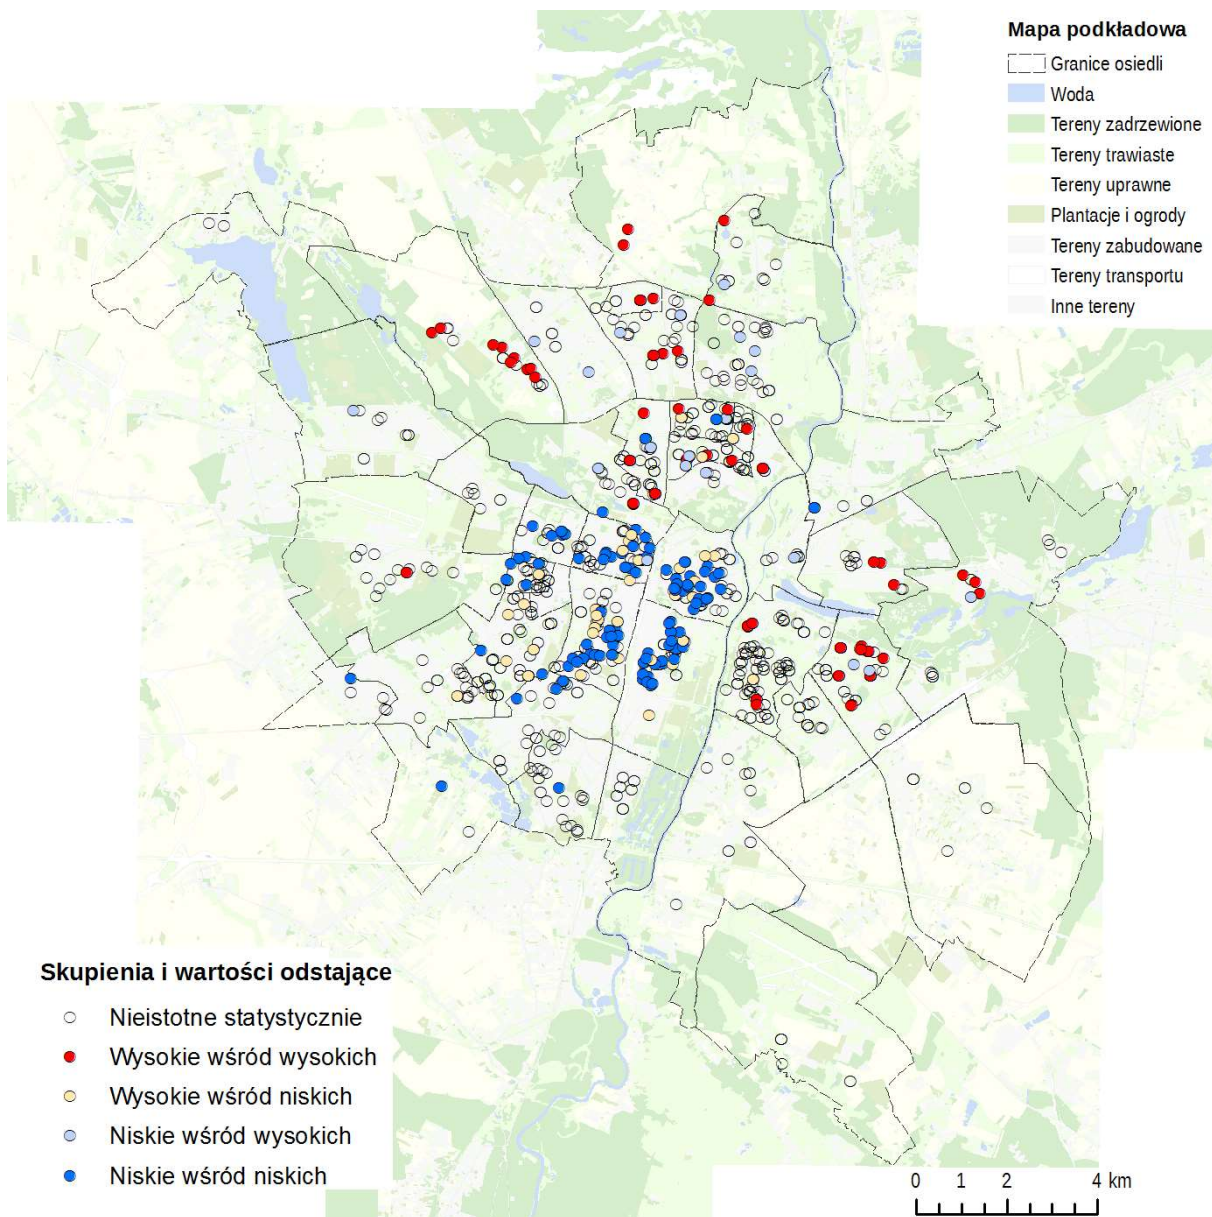 Mapa podkładowa
Granice osiedli
Woda
Tereny zadrzewione
Tereny trawiaste
Tereny uprawne
Plantacje i ogrody
Tereny zabudowane
Tereny transportu
Inne tereny
Skupienia i wartości odstające
Nieistotne statystycznie
Wysokie wśród wysokich
Wysokie wśród niskich
Niskie wśród wysokich
Niskie wśród niskich
0 1 2 4 km